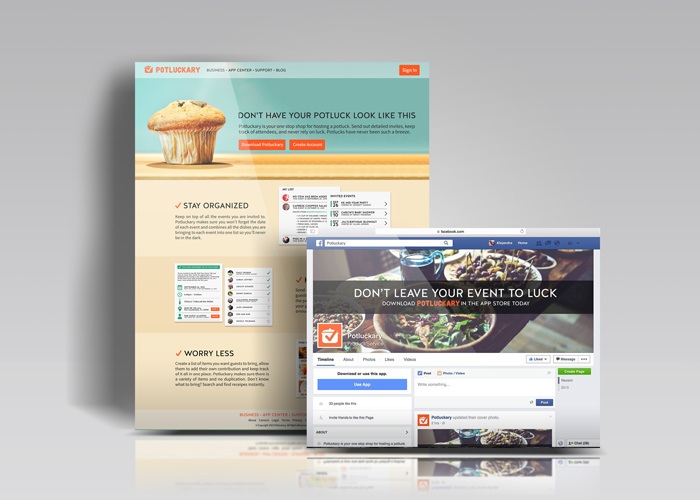 POTLUCKARY
BUSINESS • APP CENTER • SUPPORT • BLOG
Sign In
DON'T HAVE YOUR POTLUCK LOOK LIKE THIS
Potluckary is your one stop shop for hosting a potluck. Send out detailed invites, keep
track of attendees, and never rely on luck. Potlucks have never been such a breeze.
Download Potluckary
Create Account
STAY ORGANIZED
Keep on top of all the events you are invited to.
Potluckary makes sure you won't forget the date
of each event and combines all the dishes you are
bringing to each event into one list so you'll never
be in the dark.
MY LIST
INVITED EVENTS
WORRY LESS
Create a list of items you want guests to bring, allow
them to add their own contribution and keep track
of it all in one place. Potluckary makes sure there is
a variety of items and no duplication. Don't know
what to bring? Search and find recipes instantly.
BUSINESS • APP CENTER • SUPPORT
facebook.com
Potluckary
Alejandra
Home
DON'T LEAVE YOUR EVENT TO LUCK
DOWNLOAD POTLUCKARY IN THE APP STORE TODAY
Potluckary
Product/Service
Timeline
About
Photos
Likes
Videos
Liked
Message
Download or use this app.
Use App
Post
Photo / Video
Write something...
Post
Create Page
Recent
2015
30 people like this
Invite friends to like this Page
ABOUT
Potluckary is your one stop shop for hosting a potluck.
Potluckary updated their cover photo.
Chat (26)